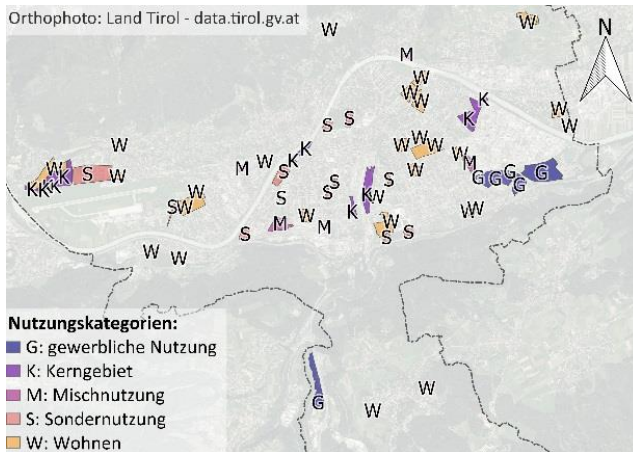 Orthophoto: Land Tirol - data.tirol.gv.at
W
W
N
M
W
W W
W
K
K
W
W
S
S
W
W
W
W
K
K
W
M
W
M
W
W
K
K
K
K
S
W
S
G
G
G
G
G
S
S
S
S
K
W
W
S
W
W
K
W
W
M
M
W
S
S
S
W
W
Nutzungskategorien:
G: gewerbliche Nutzung
K: Kerngebiet
M: Mischnutzung
S: Sondernutzung
W: Wohnen
G
W
W